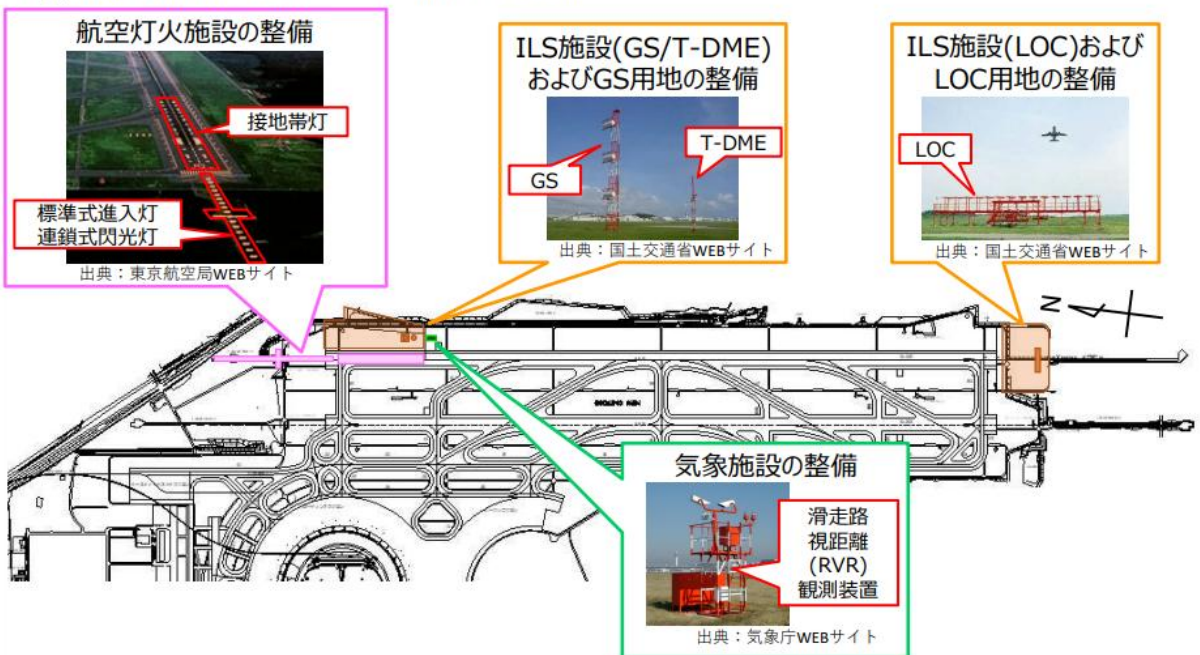 航空灯火施設の整備
接地帯灯
標準式進入灯
連鎖式閃光灯
出典：東京航空局WEBサイト
ILS施設(GS/T-DME)
およびGS用地の整備
GS
T-DME
出典：国土交通省WEBサイト
ILS施設(LOC)および
LOC用地の整備
LOC
出典：国土交通省WEBサイト
N
気象施設の整備
滑走路
視距離
(RVR)
観測装置
出典：気象庁WEBサイト